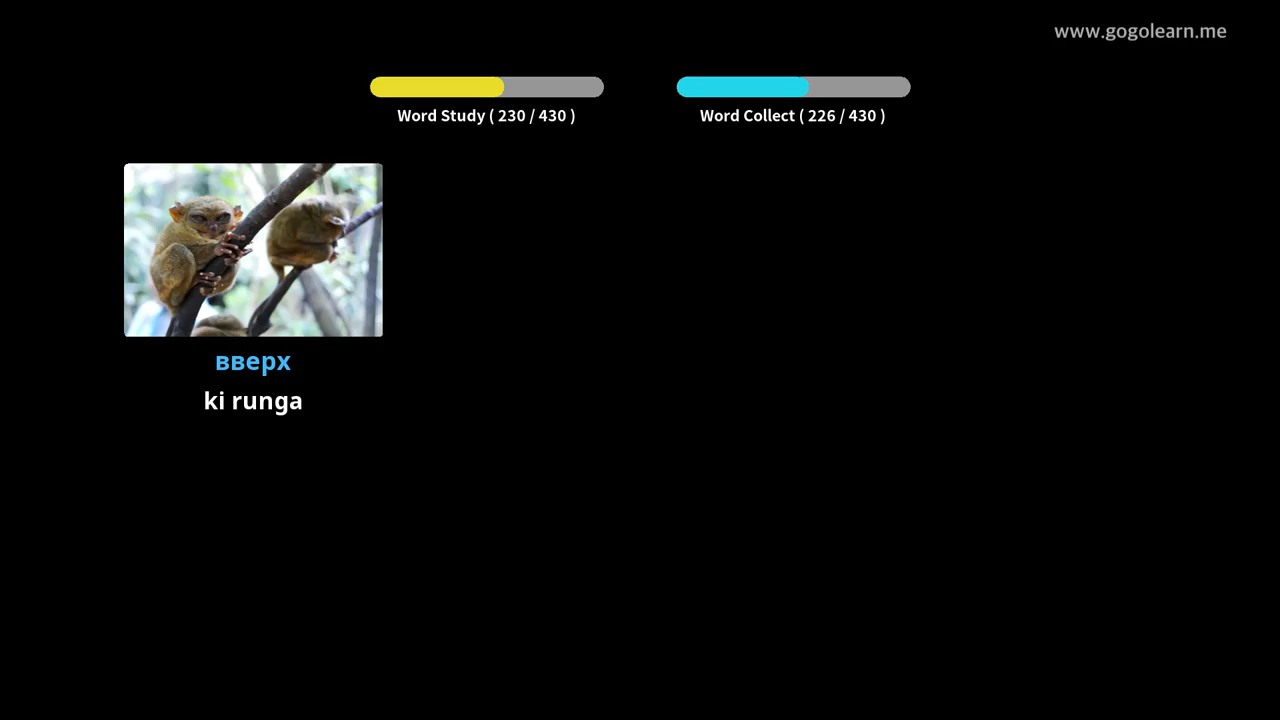 www.gogolearn.me
Word Study ( 230 / 430 )
Word Collect ( 226 / 430 )
вверх
ki runga